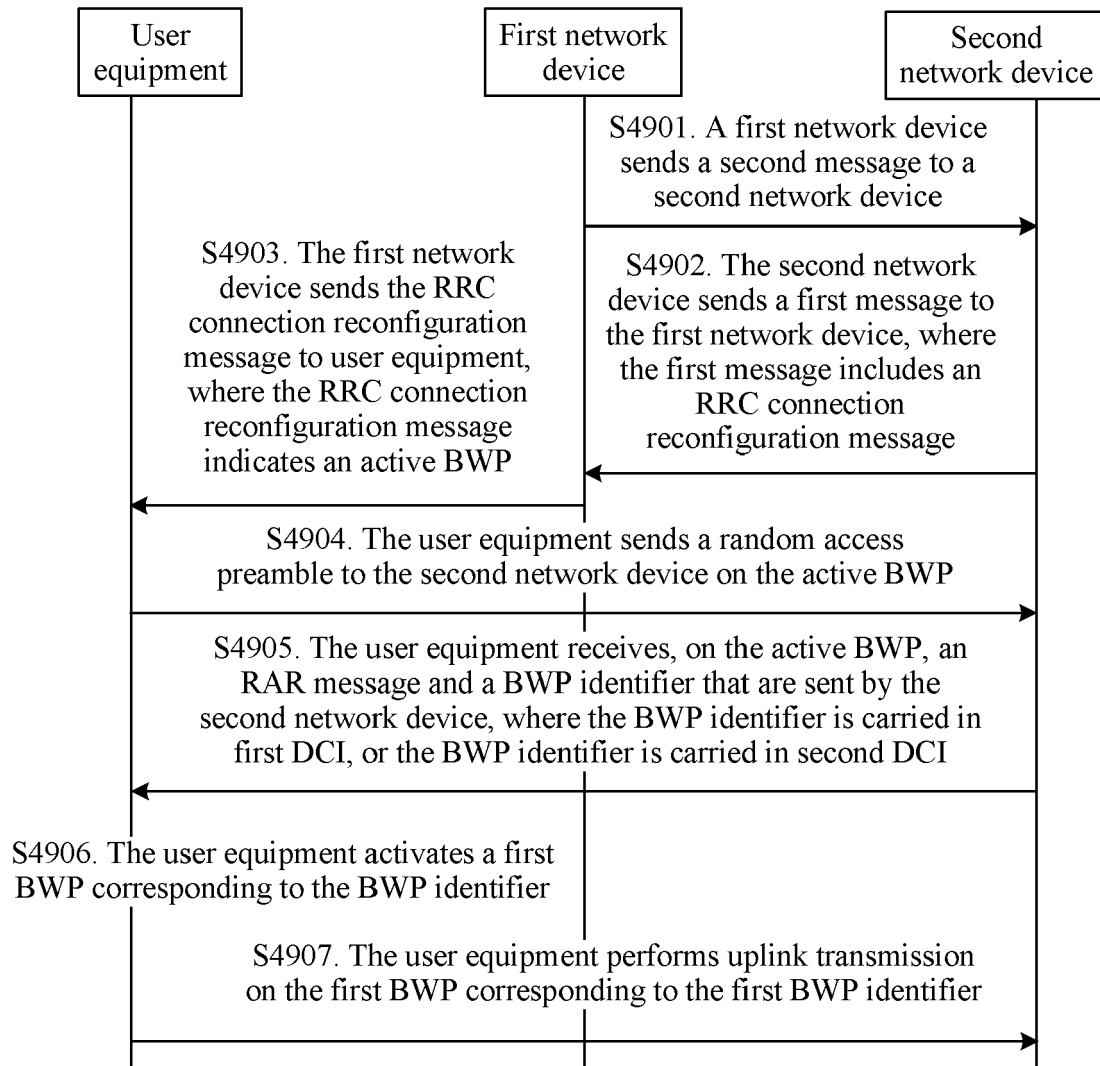 User
equipment
First network
device
Second
network device
S4901. A first network device
sends a second message to a
second network device
S4903. The first network
device sends the RRC
connection reconfiguration
message to user equipment,
where the RRC connection
reconfiguration message
indicates an active BWP
S4902. The second network
device sends a first message to
the first network device, where
the first message includes an
RRC connection
reconfiguration message
S4904. The user equipment sends a random access
preamble to the second network device on the active BWP
S4905. The user equipment receives, on the active BWP, an
RAR message and a BWP identifier that are sent by the
second network device, where the BWP identifier is carried in
first DCI, or the BWP identifier is carried in second DCI
S4906. The user equipment activates a first
BWP corresponding to the BWP identifier
S4907. The user equipment performs uplink transmission
on the first BWP corresponding to the first BWP identifier